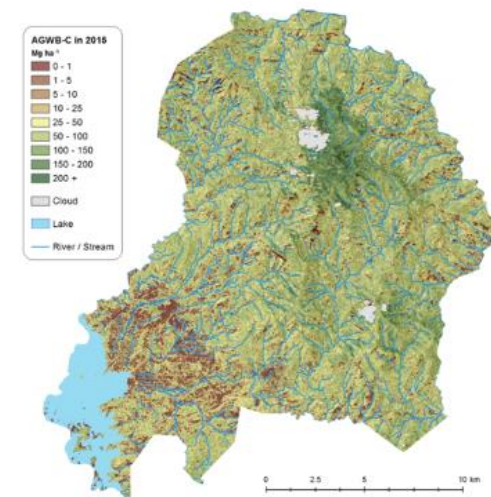 AGWB-C in 2015
Mg ha⁻¹
0 - 1
1 - 5
5 - 10
10 - 25
25 - 50
50 - 100
100 - 150
150 - 200
200 +
Cloud
Lake
River / Stream
0 2.5 5 10 km